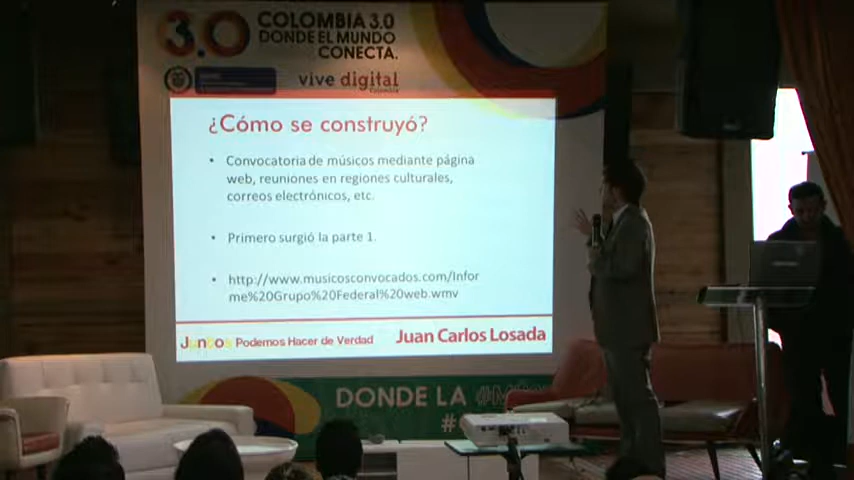 3.0
COLOMBIA 3.0
DONDE EL MUNDO
CONECTA.
vive digital
Colombia
¿Cómo se construyó?
• Convocatoria de músicos mediante página
web, reuniones en regiones culturales,
correos electrónicos, etc.
• Primero surgió la parte 1.
• http://www.musicosconvocados.com/Infor
me%20Grupo%20Federal%20web.wmv
Juntos Podemos Hacer de Verdad
Juan Carlos Losada
DONDE LA